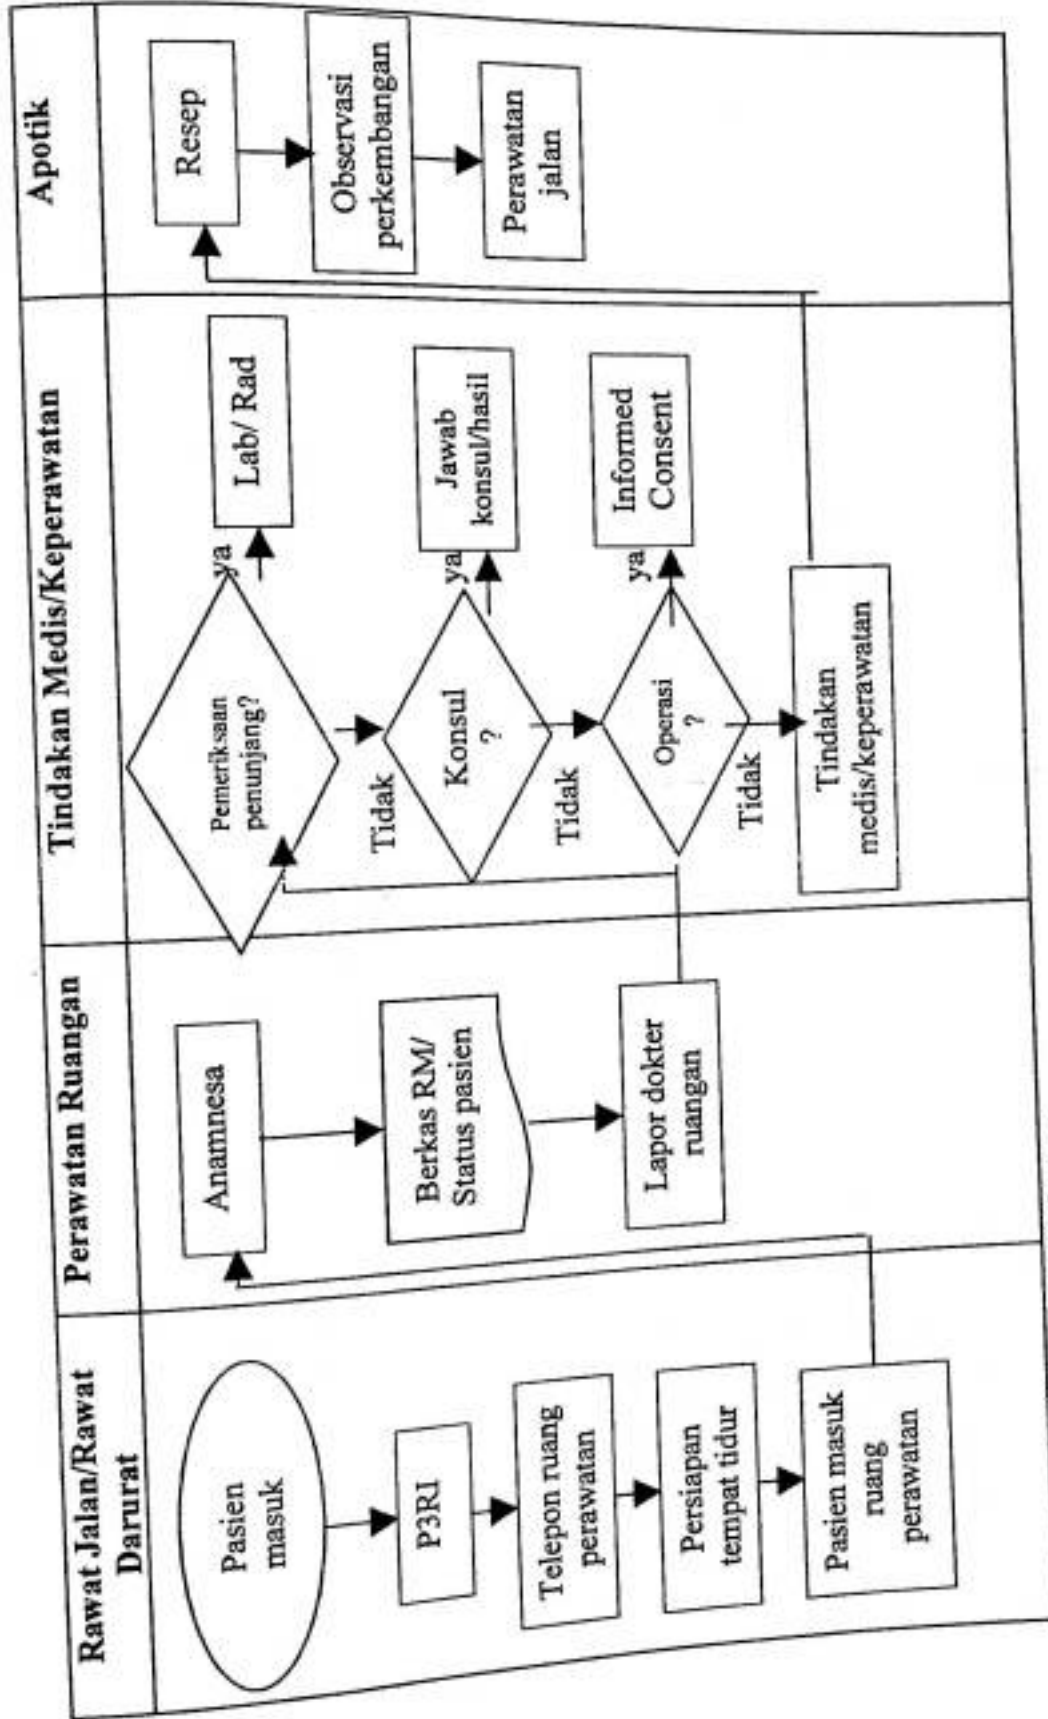 Rawat Jalan/Rawat
Darurat
Perawatan Ruangan
Tindakan Medis/Keperawatan
Apotik
Pasien
masuk
P3RI
Telepon ruang
perawatan
Persiapan
tempat tidur
Pasien masuk
ruang
perawatan
Anamnesa
Berkas RM/
Status pasien
Lapor dokter
ruangan
Pemeriksaan
penunjang?
ya
Lab/ Rad
Tidak
Konsul
?
ya
Jawab
konsul/hasil
Tidak
Operasi
?
ya
Informed
Consent
Tidak
Tindakan
medis/keperawatan
Resep
Observasi
perkembangan
Perawatan
jalan